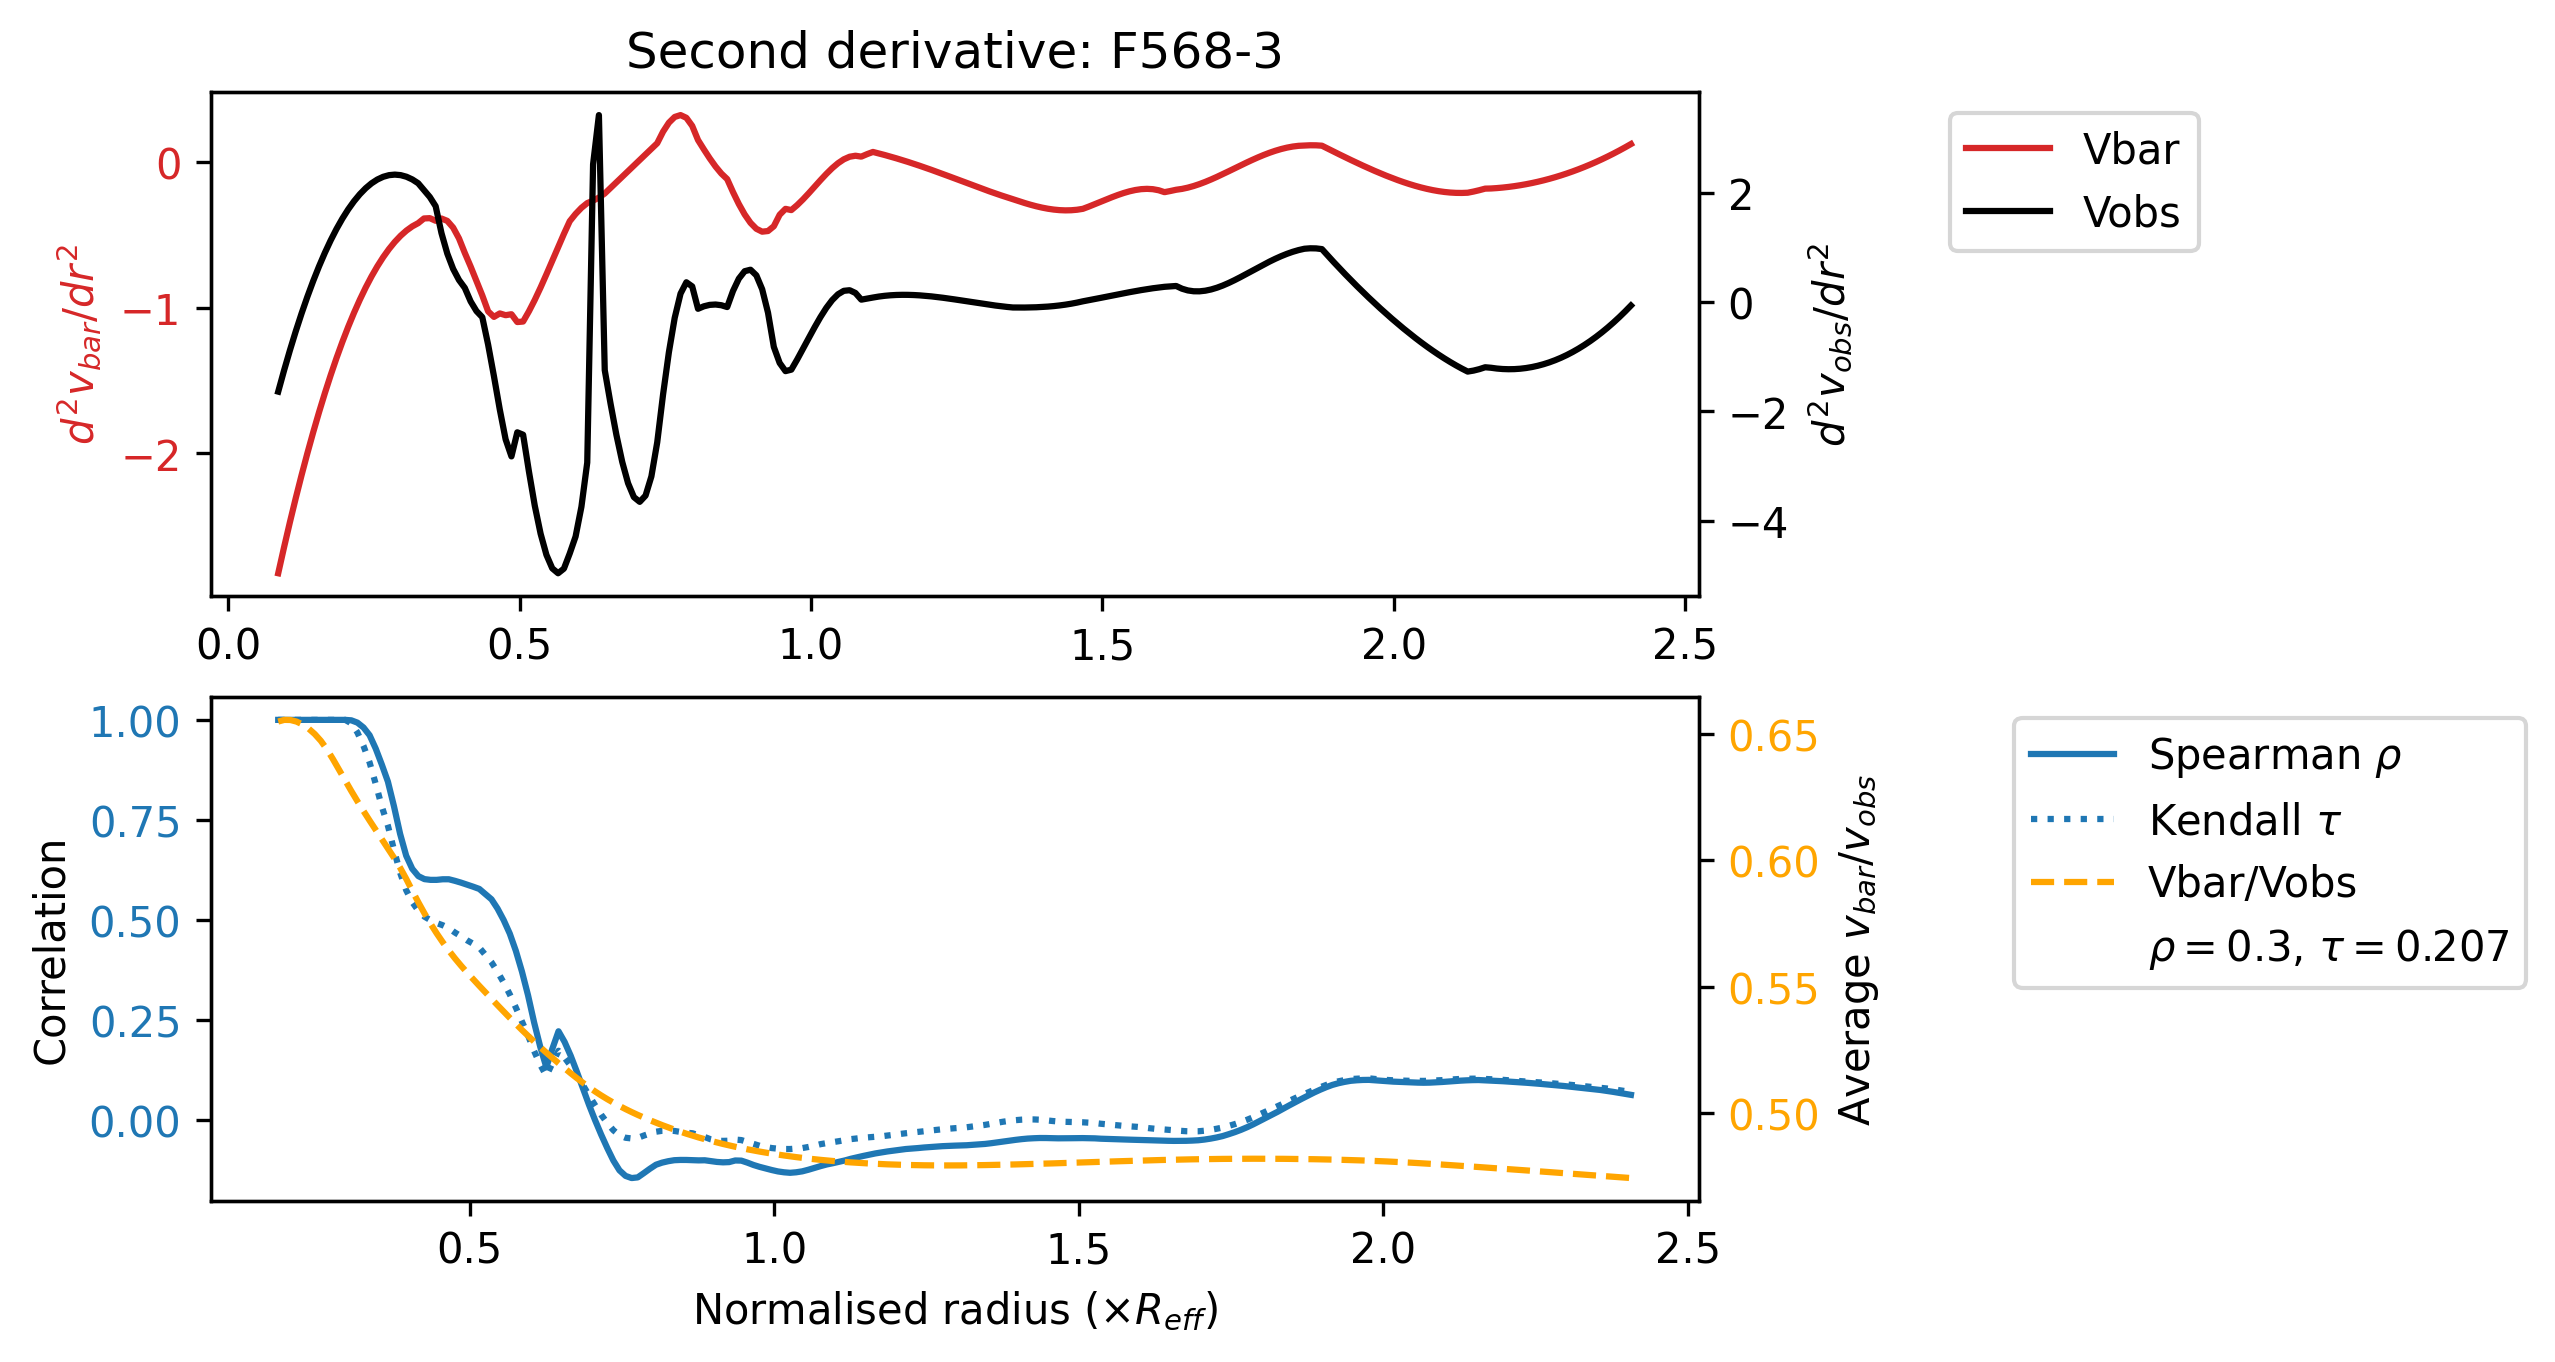 Second derivative: F568-3
d²v_bar/dr²
0
−1
−2
2
0
−2
−4
d²v_obs/dr²
Vbar
Vobs
0.0 0.5 1.0 1.5 2.0 2.5
Correlation
1.00
0.75
0.50
0.25
0.00
0.65
0.60
0.55
0.50
Average v_bar/v_obs
Spearman ρ
Kendall τ
Vbar/Vobs
ρ = 0.3, τ = 0.207
0.5 1.0 1.5 2.0 2.5
Normalised radius (×R_eff)